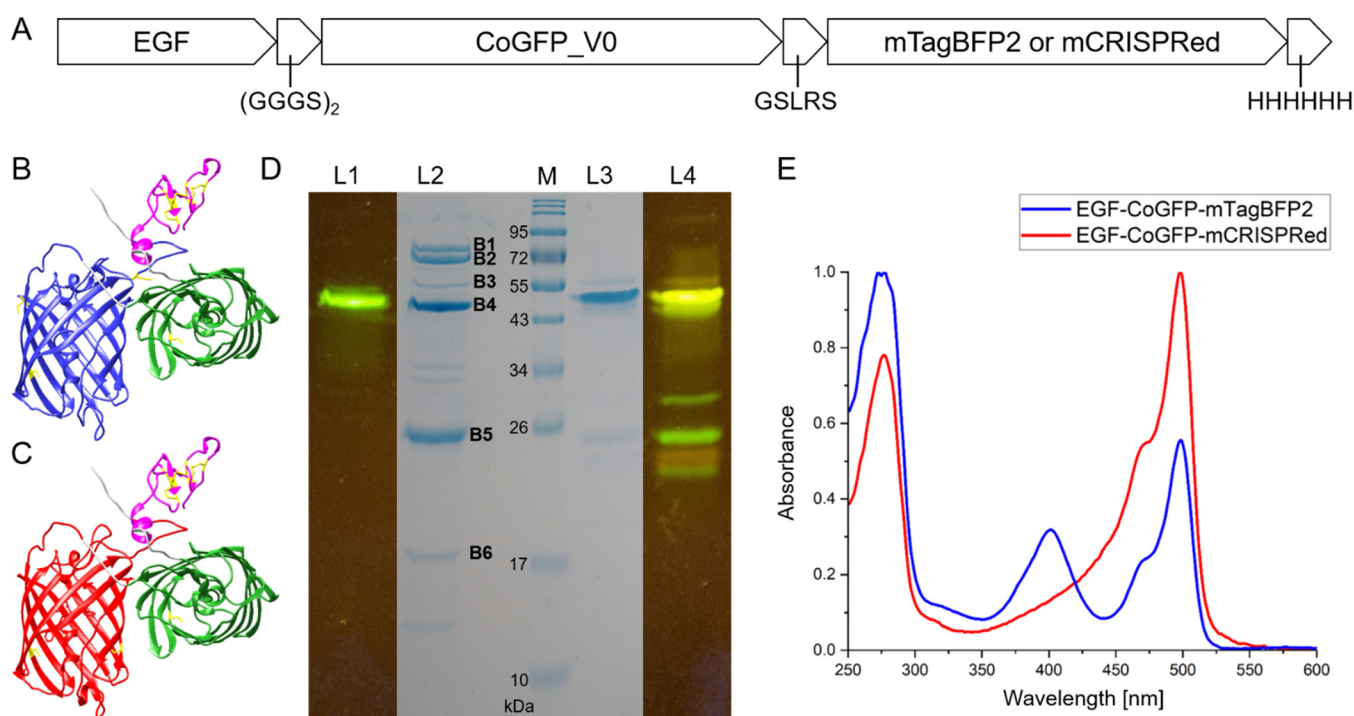 A
EGF
CoGFP_V0
mTagBFP2 or mCRISPRed
(GGGS)2
GSLRS
HHHHHH
B
C
D
L1
L2
M
L3
L4
B1
B2
B3
B4
B5
B6
95
72
55
43
34
26
17
10
kDa
E
EGF-CoGFP-mTagBFP2
EGF-CoGFP-mCRISPRed
1.0
0.8
0.6
0.4
0.2
0.0
Absorbance
250
300
350
400
450
500
550
600
Wavelength [nm]